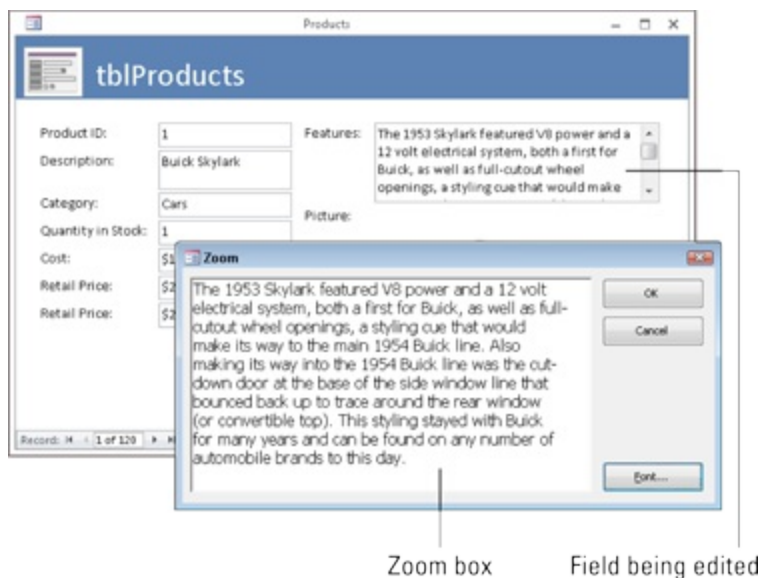 Products
tblProducts
Product ID: 1
Description: Buick Skylark
Category: Cars
Quantity in Stock: 1
Cost: $1
Retail Price: $2
Retail Price: $2
Features: The 1953 Skylark featured V8 power and a
12 volt electrical system, both a first for
Buick, as well as full-cutout wheel
openings, a styling cue that would make
Picture:
Record: 1 of 120
Zoom
The 1953 Skylark featured V8 power and a 12 volt
electrical system, both a first for Buick, as well as full-
cutout wheel openings, a styling cue that would
make its way to the main 1954 Buick line. Also
making its way into the 1954 Buick line was the cut-
down door at the base of the side window line that
bounced back up to trace around the rear window
(or convertible top). This styling stayed with Buick
for many years and can be found on any number of
automobile brands to this day.
OK
Cancel
Font...
Zoom box
Field being edited